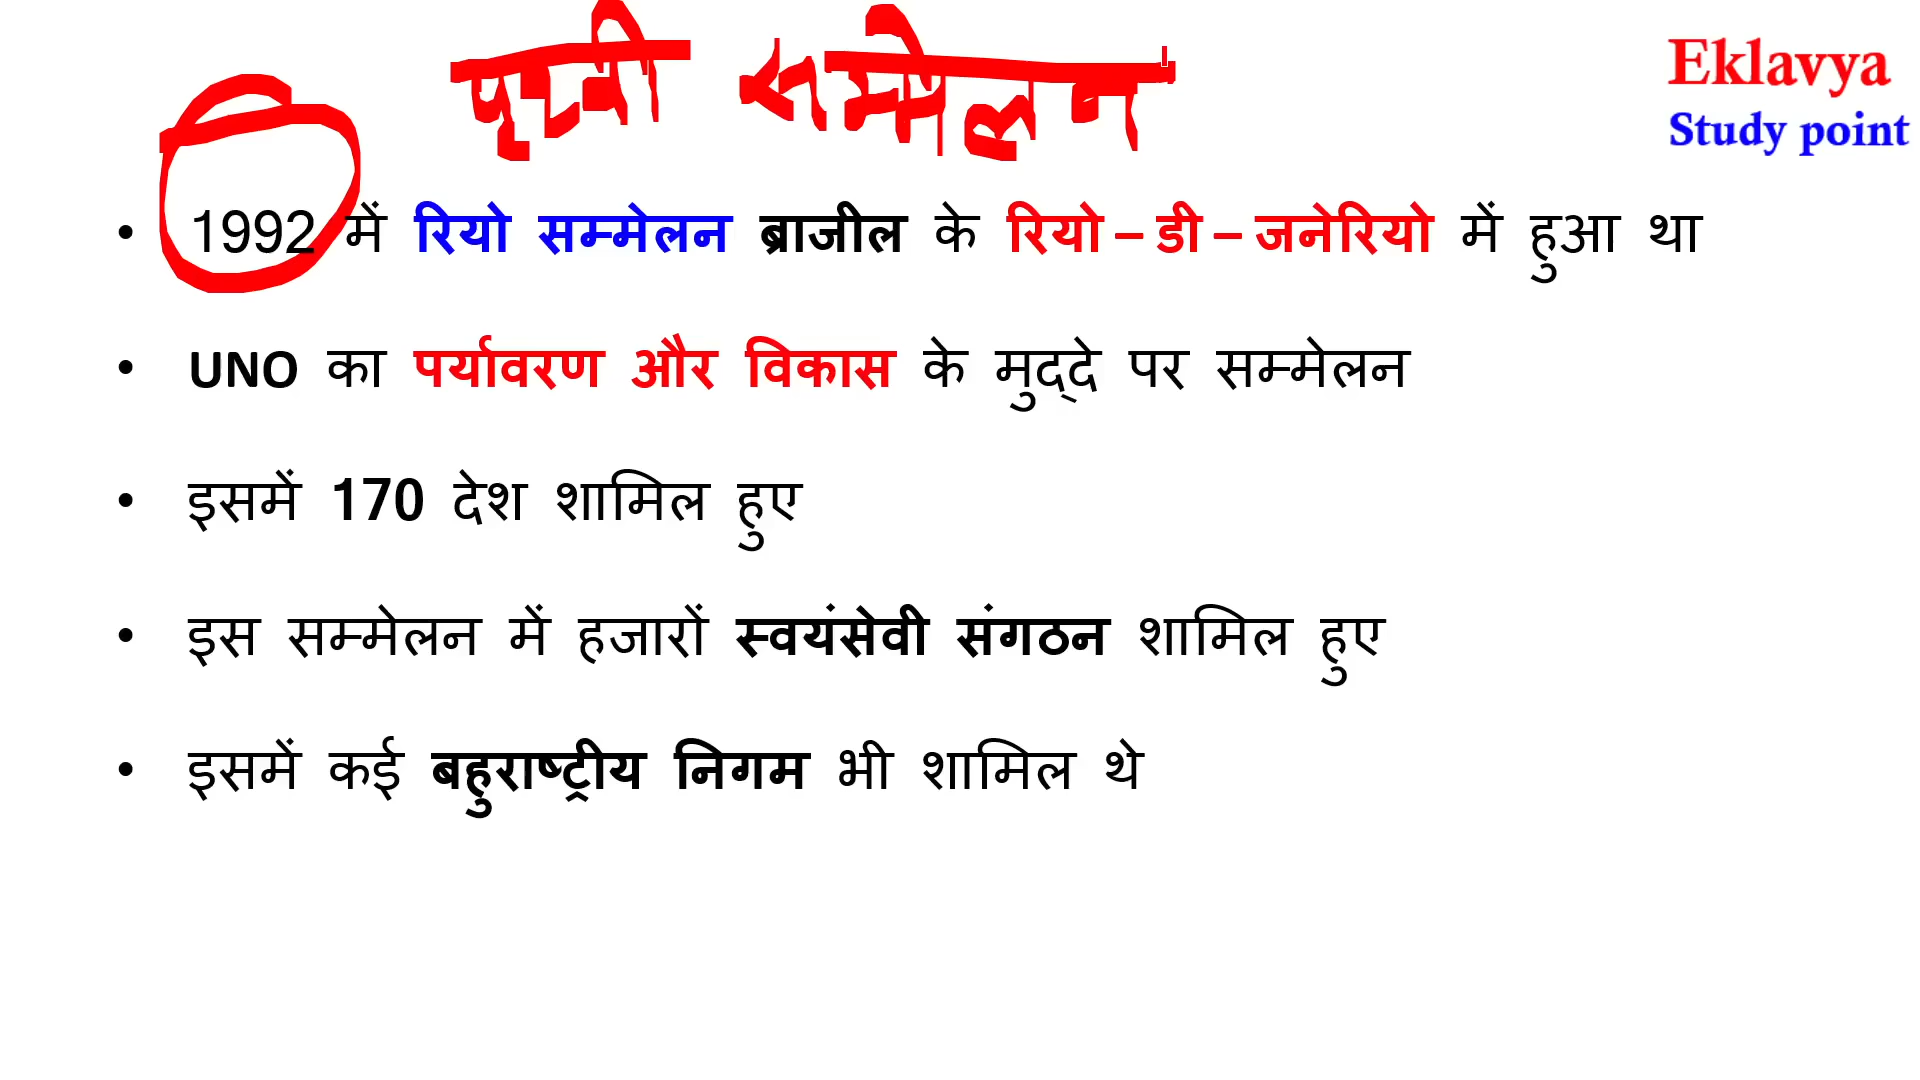 पृथ्वी सम्मेलन
Eklavya
Study point
• 1992 में रियो सम्मेलन ब्राजील के रियो – डी – जनेरियो में हुआ था
• UNO का पर्यावरण और विकास के मुद्दे पर सम्मेलन
• इसमें 170 देश शामिल हुए
• इस सम्मेलन में हजारों स्वयंसेवी संगठन शामिल हुए
• इसमें कई बहुराष्ट्रीय निगम भी शामिल थे